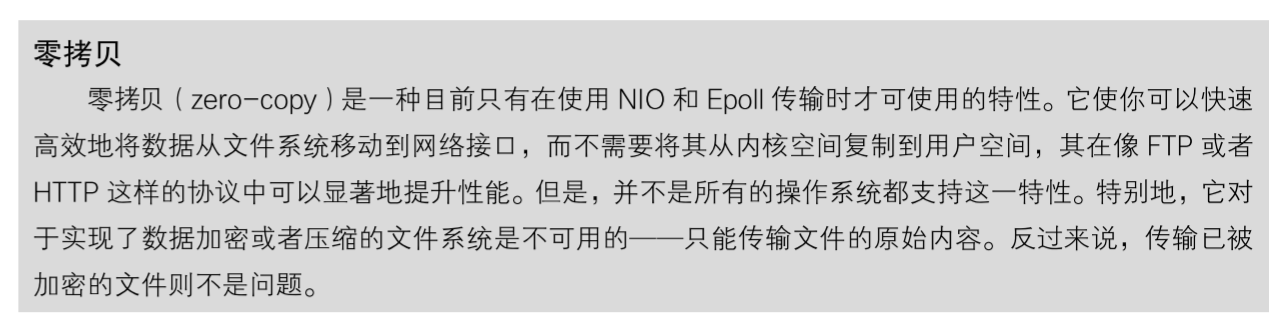 零拷贝
零拷贝（zero-copy）是一种目前只有在使用 NIO 和 Epoll 传输时才可使用的特性。它使你可以快速
高效地将数据从文件系统移动到网络接口，而不需要将其从内核空间复制到用户空间，其在像 FTP 或者
HTTP 这样的协议中可以显著地提升性能。但是，并不是所有的操作系统都支持这一特性。特别地，它对
于实现了数据加密或者压缩的文件系统是不可用的——只能传输文件的原始内容。反过来说，传输已被
加密的文件则不是问题。